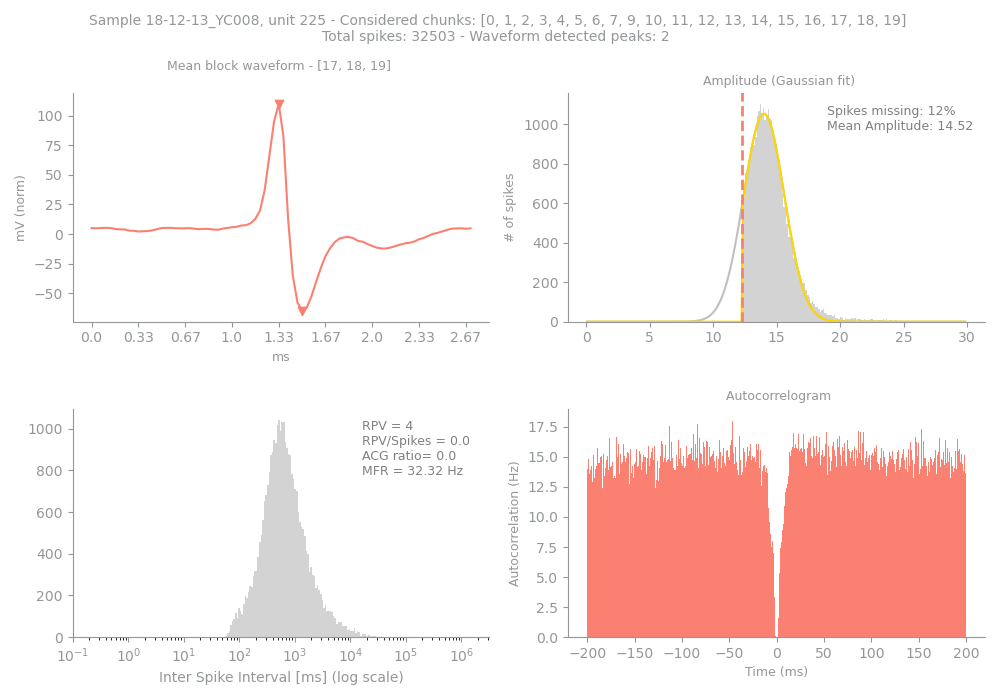 Sample 18-12-13_YC008, unit 225 - Considered chunks: [0, 1, 2, 3, 4, 5, 6, 7, 9, 10, 11, 12, 13, 14, 15, 16, 17, 18, 19]
Total spikes: 32503 - Waveform detected peaks: 2
Mean block waveform - [17, 18, 19]
100
75
50
25
0
−25
−50
mV (norm)
0.0 0.33 0.67 1.0 1.33 1.67 2.0 2.33 2.67
ms
Amplitude (Gaussian fit)
Spikes missing: 12%
Mean Amplitude: 14.52
1000
800
600
400
200
0
# of spikes
0 5 10 15 20 25 30
RPV = 4
RPV/Spikes = 0.0
ACG ratio= 0.0
MFR = 32.32 Hz
1000
800
600
400
200
0
10⁻¹ 10⁰ 10¹ 10² 10³ 10⁴ 10⁵ 10⁶
Inter Spike Interval [ms] (log scale)
Autocorrelogram
17.5
15.0
12.5
10.0
7.5
5.0
2.5
0.0
Autocorrelation (Hz)
−200 −150 −100 −50 0 50 100 150 200
Time (ms)